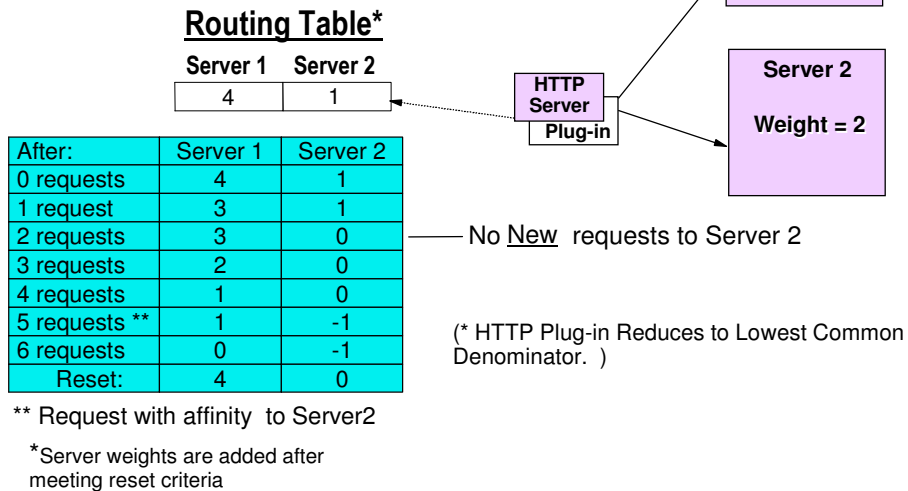 Routing Table*
Server 1 Server 2
4 1
HTTP
Server
Plug-in
Server 2
Weight = 2
After: Server 1 Server 2
0 requests 4 1
1 request 3 1
2 requests 3 0
No New requests to Server 2
3 requests 2 0
4 requests 1 0
5 requests ** 1 -1
6 requests 0 -1
Reset: 4 0
(* HTTP Plug-in Reduces to Lowest Common
Denominator. )
** Request with affinity to Server2
*Server weights are added after
meeting reset criteria